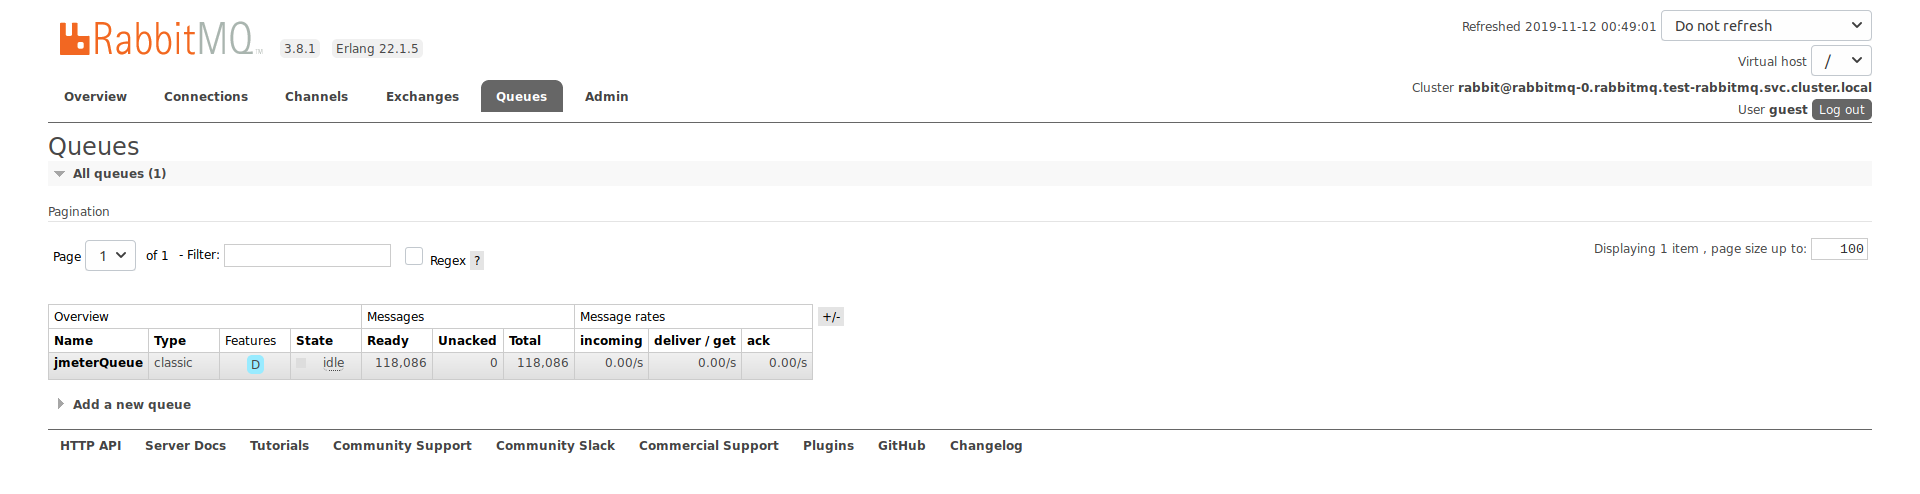 RabbitMQ™ 3.8.1 Erlang 22.1.5
Refreshed 2019-11-12 00:49:01 Do not refresh
Virtual host /
Cluster rabbit@rabbitmq-0.rabbitmq.test-rabbitmq.svc.cluster.local
User guest Log out
Overview Connections Channels Exchanges Queues Admin
Queues
All queues (1)
Pagination
Page 1 of 1 - Filter: Regex ? Displaying 1 item , page size up to: 100
Overview Messages Message rates +/-
Name Type Features State Ready Unacked Total incoming deliver / get ack
jmeterQueue classic D idle 118,086 0 118,086 0.00/s 0.00/s 0.00/s
Add a new queue
HTTP API Server Docs Tutorials Community Support Community Slack Commercial Support Plugins GitHub Changelog